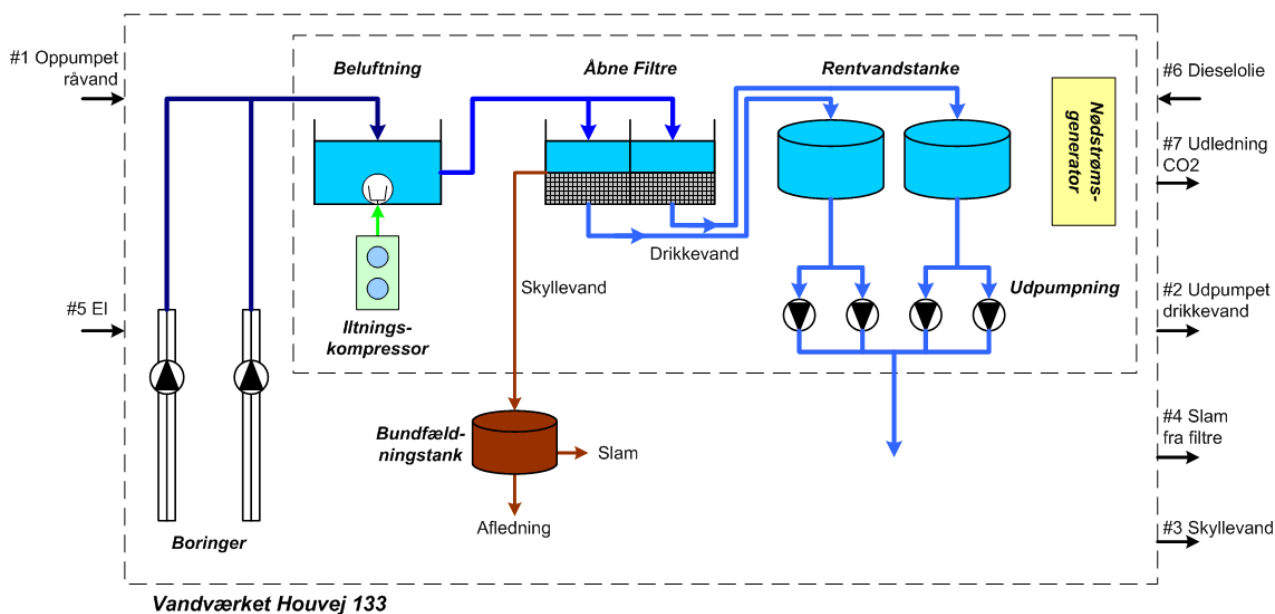 #1 Oppumpet
råvand
#5 El
Beluftning
Åbne Filtre
Rentvandstanke
Nødstrøms-
generator
#6 Dieselolie
#7 Udledning
CO2
#2 Udpumpet
drikkevand
#4 Slam
fra filtre
#3 Skyllevand
Drikkevand
Skyllevand
Udpumpning
Iltnings-
kompressor
Bundfæld-
ningstank
Slam
Afledning
Boringer
Vandværket Houvej 133